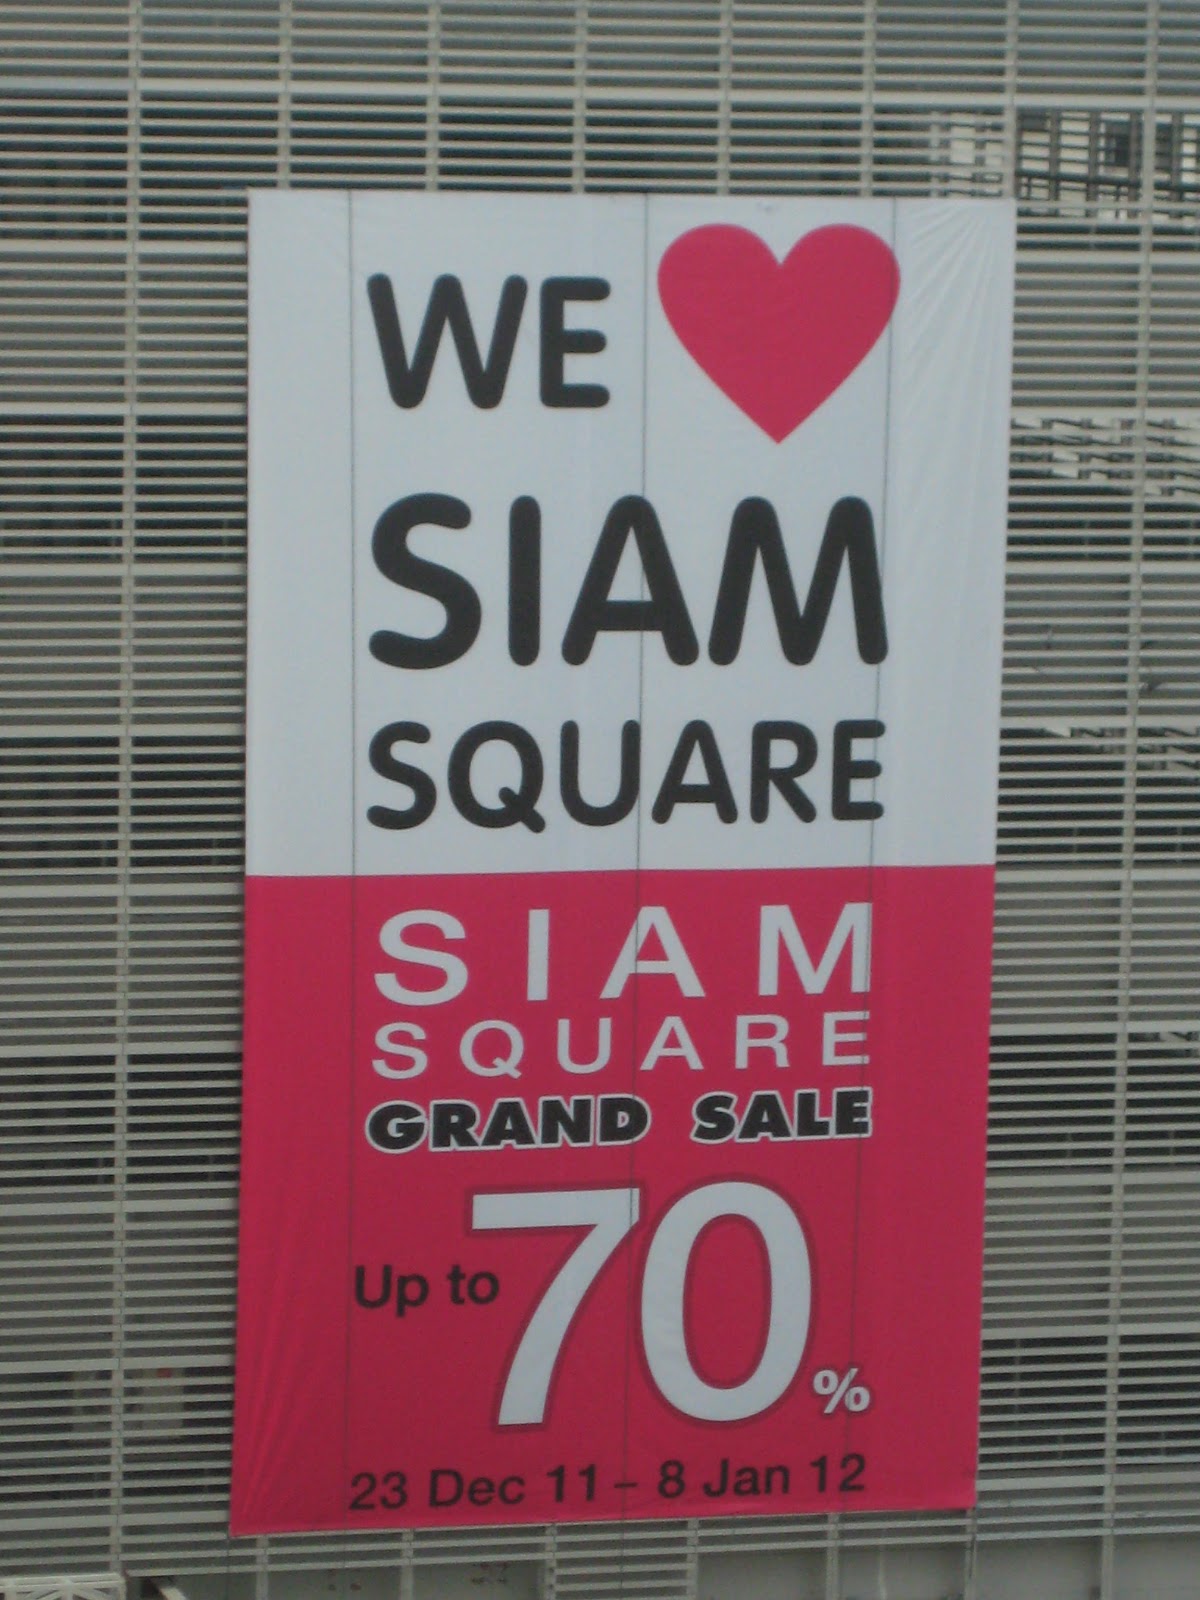 WE ❤
SIAM
SQUARE
SIAM
SQUARE
GRAND SALE
Up to 70%
23 Dec 11 – 8 Jan 12